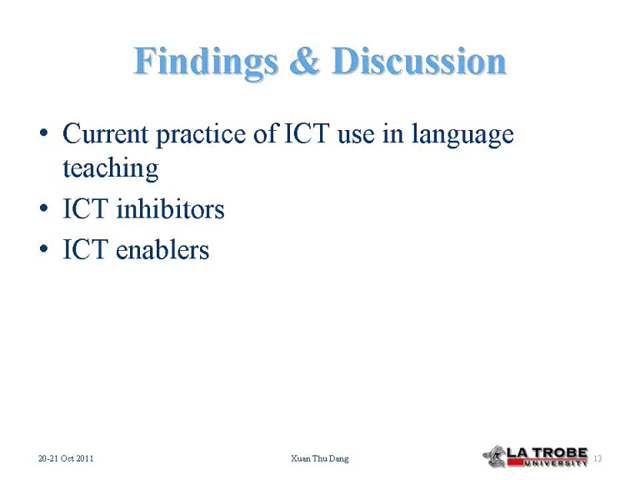 Findings & Discussion
• Current practice of ICT use in language
teaching
• ICT inhibitors
• ICT enablers
20-21 Oct 2011
Xuan Thu Dang
LA TROBE
UNIVERSITY
13